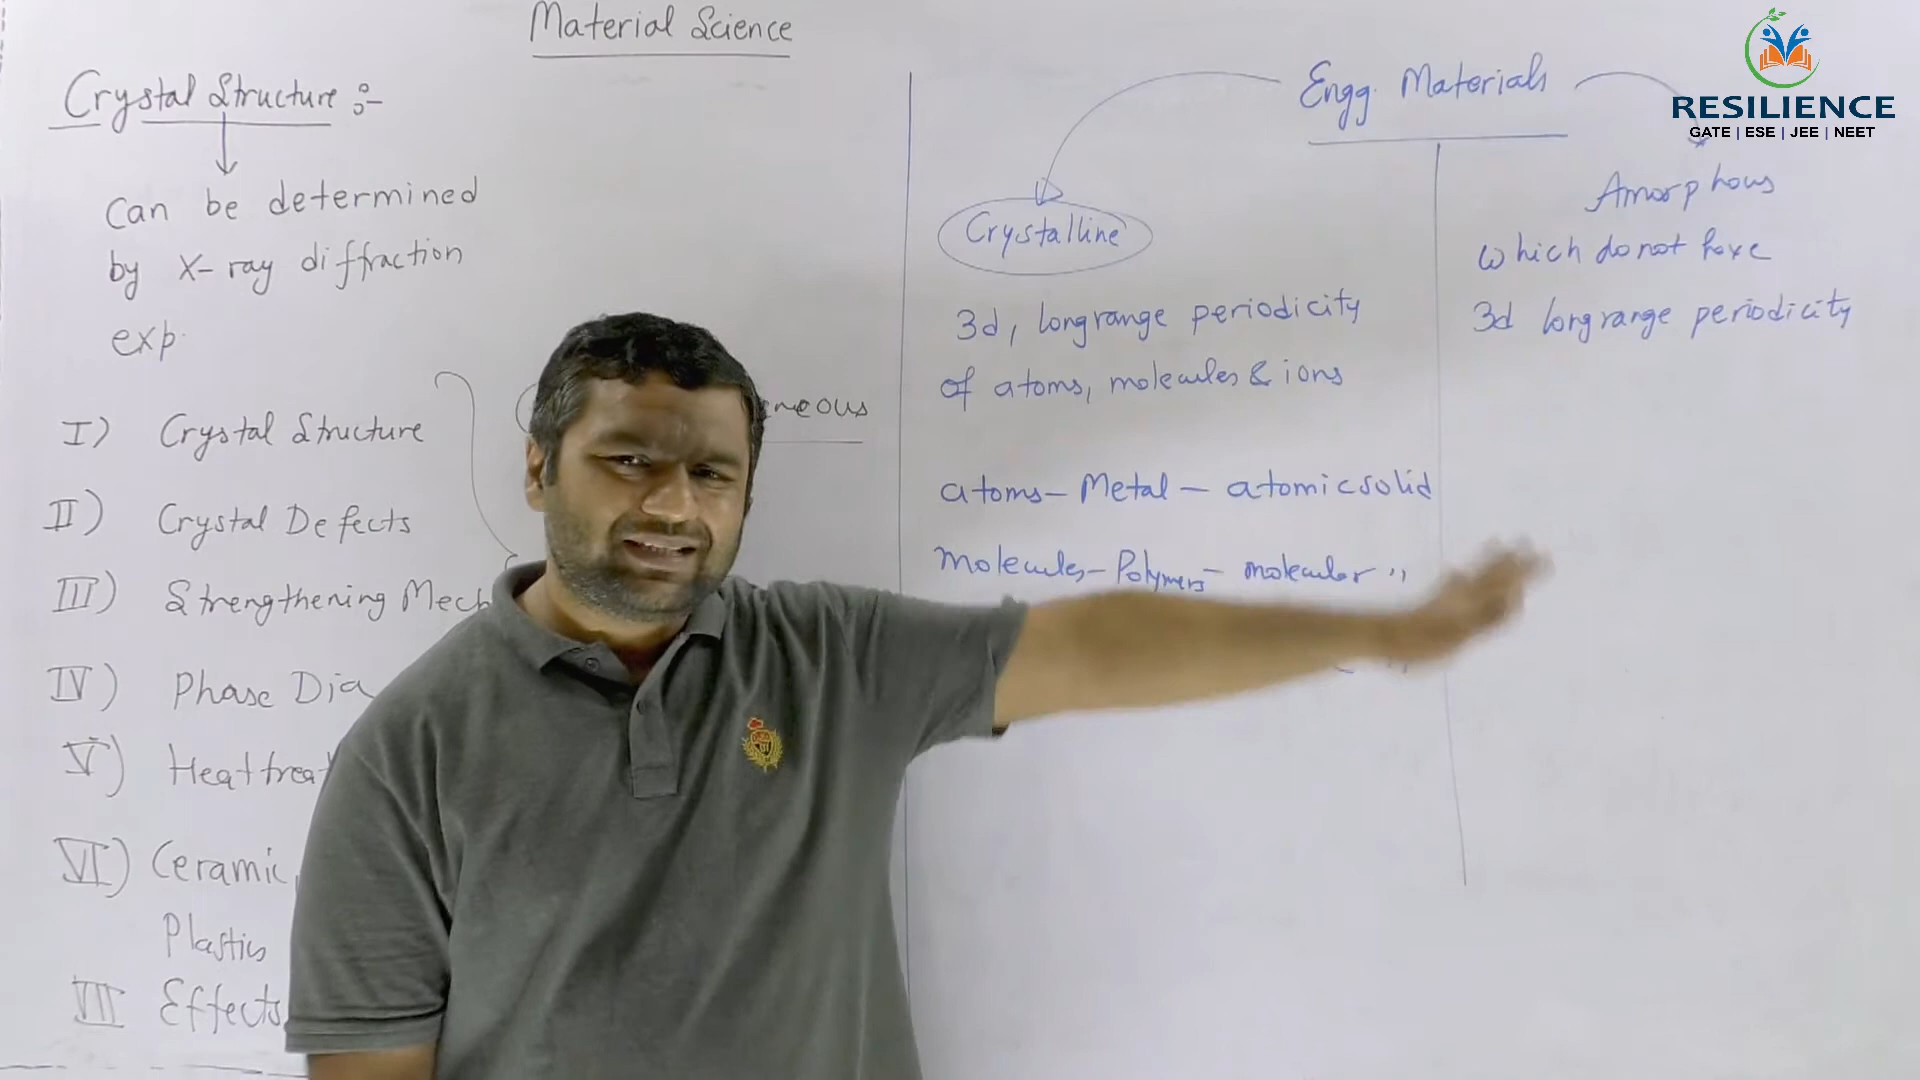 Material Science
Crystal Structure :-
Can be determined
by X-ray diffraction
exp.
I) Crystal Structure
II) Crystal Defects
III) Strengthening Mech
IV) Phase Dia
V) Heat treat
VI) Ceramic,
Plastics
VII Effects
Engg. Materials
Crystalline
3d, long range periodicity
of atoms, molecules & ions
atoms - Metal - atomic solid
molecules - Polymers - molecular "
Amorphous
which do not have
3d long range periodicity
RESILIENCE
GATE | ESE | JEE | NEET